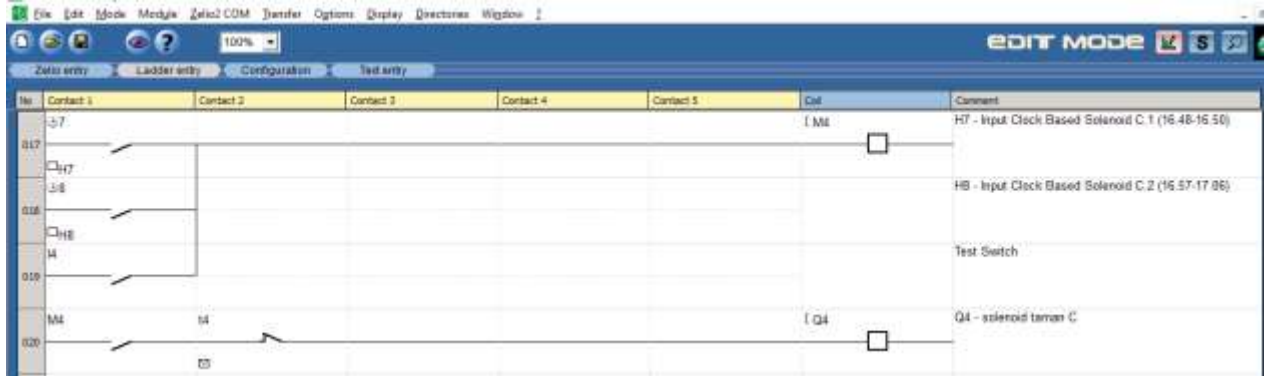 File Edit Mode Module Zelio2 COM Transfer Options Display Directories Window ?
100% EDIT MODE S
Zelio entry Ladder entry Configuration Text entry
No Contact 1 Contact 2 Contact 3 Contact 4 Contact 5 Coil Comment
[ M4 H7 - Input Clock Based Solenoid C.1 (16.48-16.50)
017
H7
H8 - Input Clock Based Solenoid C.2 (16.57-17.06)
018
H8
I4 Test Switch
019
M4 [ Q4 Q4 - solenoid taman C
020